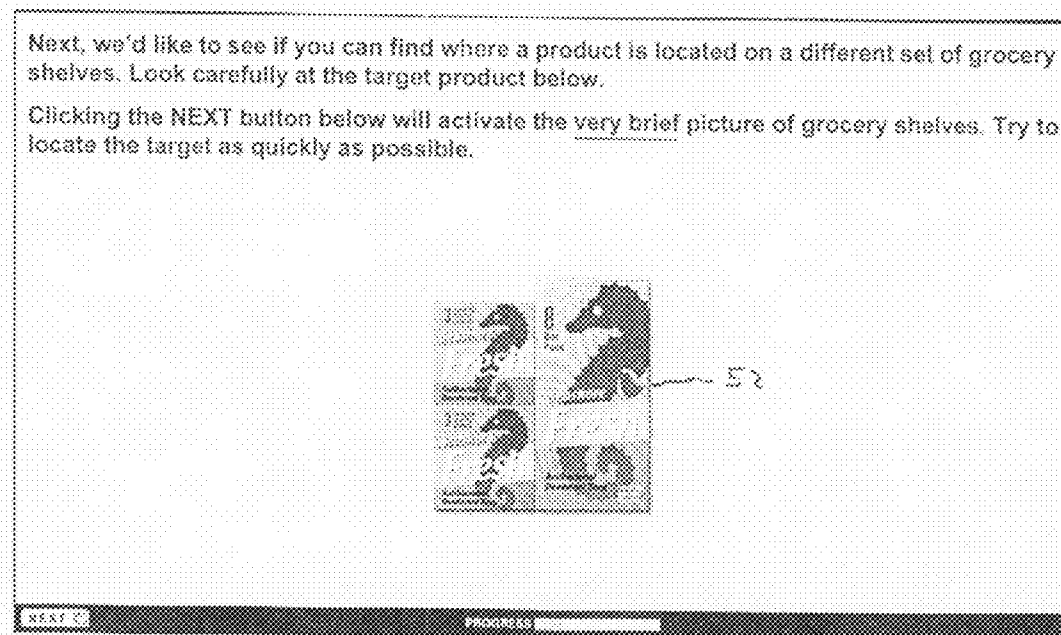 Next, we'd like to see if you can find where a product is located on a different set of grocery
shelves. Look carefully at the target product below.
Clicking the NEXT button below will activate the very brief picture of grocery shelves. Try to
locate the target as quickly as possible.
52
NEXT
PROGRESS